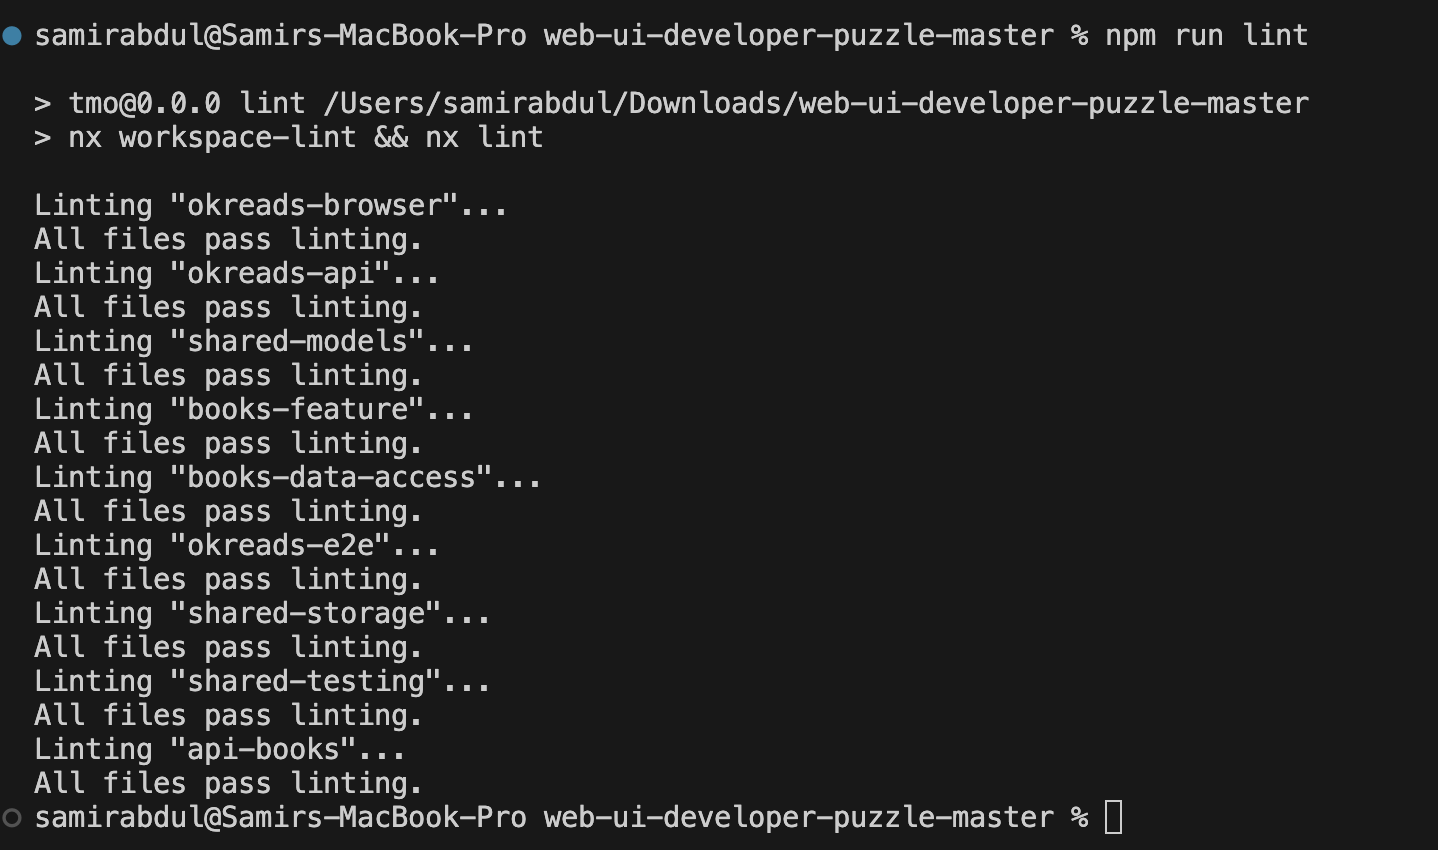 samirabdul@Samirs-MacBook-Pro web-ui-developer-puzzle-master % npm run lint
> tmo@0.0.0 lint /Users/samirabdul/Downloads/web-ui-developer-puzzle-master
> nx workspace-lint && nx lint
Linting "okreads-browser"...
All files pass linting.
Linting "okreads-api"...
All files pass linting.
Linting "shared-models"...
All files pass linting.
Linting "books-feature"...
All files pass linting.
Linting "books-data-access"...
All files pass linting.
Linting "okreads-e2e"...
All files pass linting.
Linting "shared-storage"...
All files pass linting.
Linting "shared-testing"...
All files pass linting.
Linting "api-books"...
All files pass linting.
samirabdul@Samirs-MacBook-Pro web-ui-developer-puzzle-master %